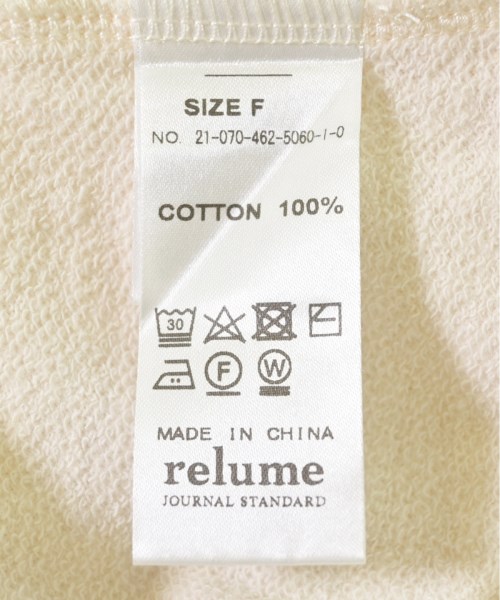 SIZE F
NO. 21-070-462-5060-1-0
COTTON 100%
30
F W
MADE IN CHINA
relume
JOURNAL STANDARD